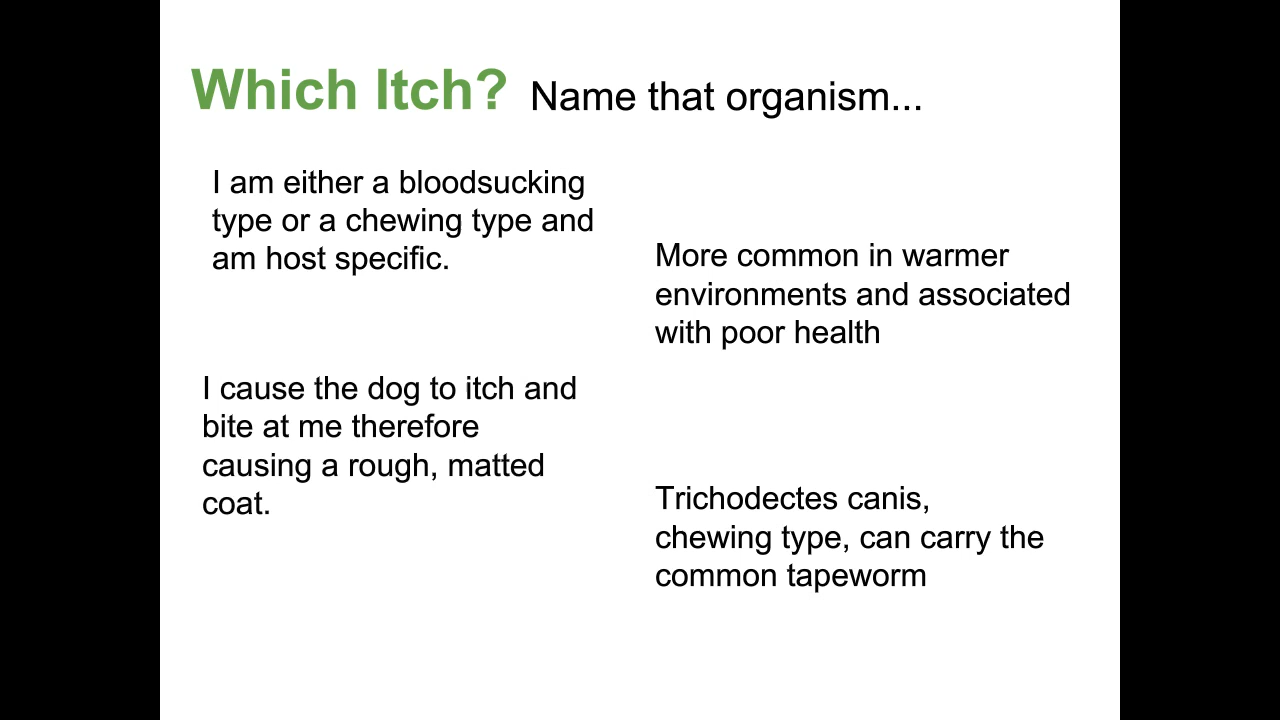 Which Itch? Name that organism...
I am either a bloodsucking
type or a chewing type and
am host specific.
More common in warmer
environments and associated
with poor health
I cause the dog to itch and
bite at me therefore
causing a rough, matted
coat.
Trichodectes canis,
chewing type, can carry the
common tapeworm